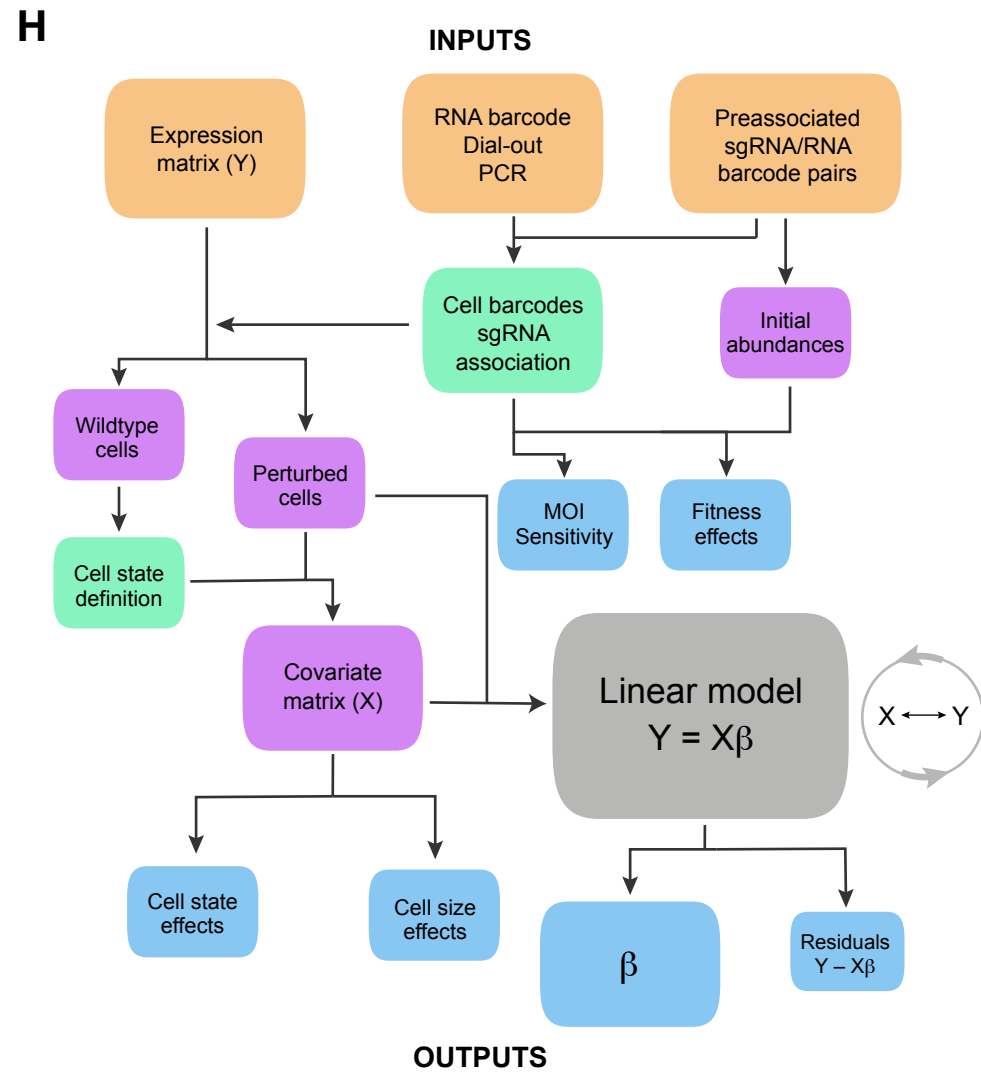 H
INPUTS
Expression
matrix (Y)
RNA barcode
Dial-out
PCR
Preassociated
sgRNA/RNA
barcode pairs
Cell barcodes
sgRNA
association
Initial
abundances
Wildtype
cells
Perturbed
cells
MOI
Sensitivity
Fitness
effects
Cell state
definition
Covariate
matrix (X)
Linear model
Y = Xβ
X
Y
Cell state
effects
Cell size
effects
β
Residuals
Y – Xβ
OUTPUTS